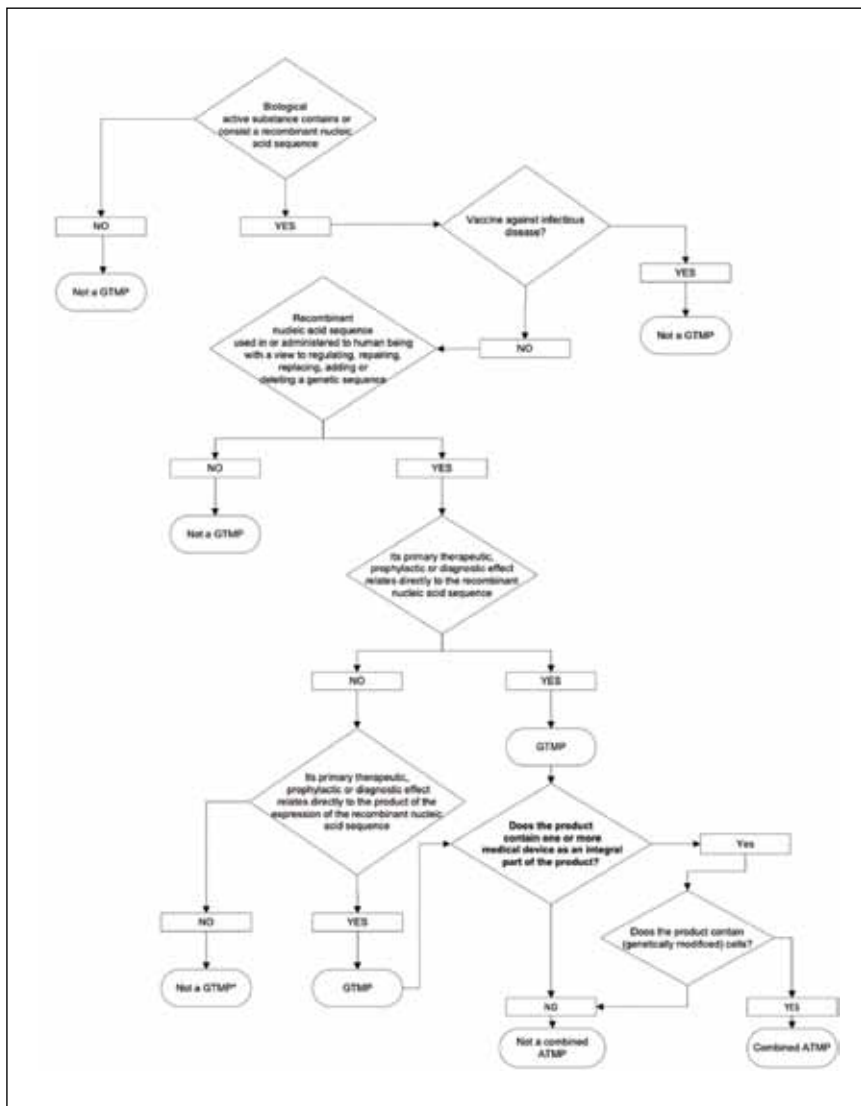 Biological
active substance contains or
consist a recombinant nucleic
acid sequence
NO
YES
Vaccine against infectious
disease?
YES
Not a GTMP
Not a GTMP
NO
Recombinant
nucleic acid sequence
used in or administered to human being
with a view to regulating, repairing,
replacing, adding or
deleting a genetic sequence
NO
YES
Not a GTMP
Its primary therapeutic,
prophylactic or diagnostic effect
relates directly to the recombinant
nucleic acid sequence
NO
YES
GTMP
Its primary therapeutic,
prophylactic or diagnostic effect
relates directly to the product of the
expression of the recombinant nucleic
acid sequence
Does the product
contain one or more
medical device as an integral
part of the product?
Yes
NO
YES
Does the product contain
(genetically modificed) cells?
Not a GTMP*
GTMP
NO
YES
Not a combined
ATMP
Combined ATMP